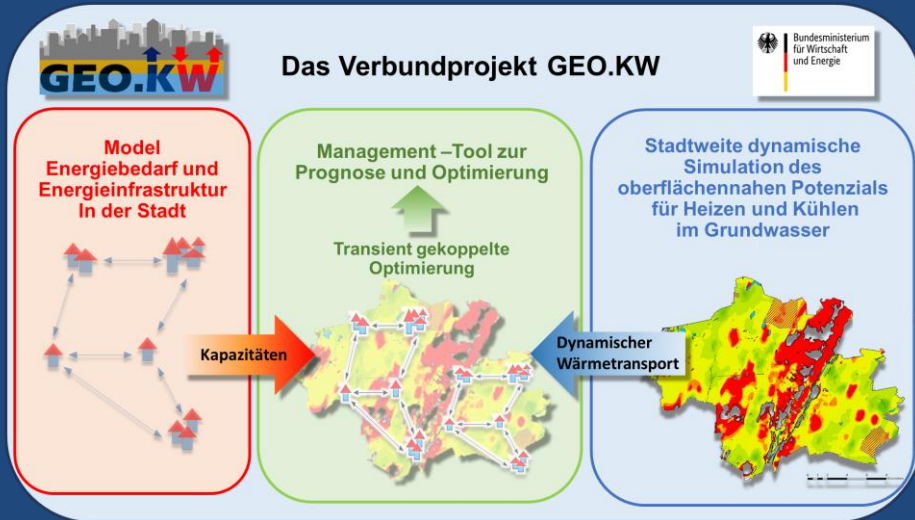 GEO.KW
Das Verbundprojekt GEO.KW
Bundesministerium
für Wirtschaft
und Energie
Model
Energiebedarf und
Energieinfrastruktur
In der Stadt
Kapazitäten
Management –Tool zur
Prognose und Optimierung
Transient gekoppelte
Optimierung
Stadtweite dynamische
Simulation des
oberflächennahen Potenzials
für Heizen und Kühlen
im Grundwasser
Dynamischer
Wärmetransport